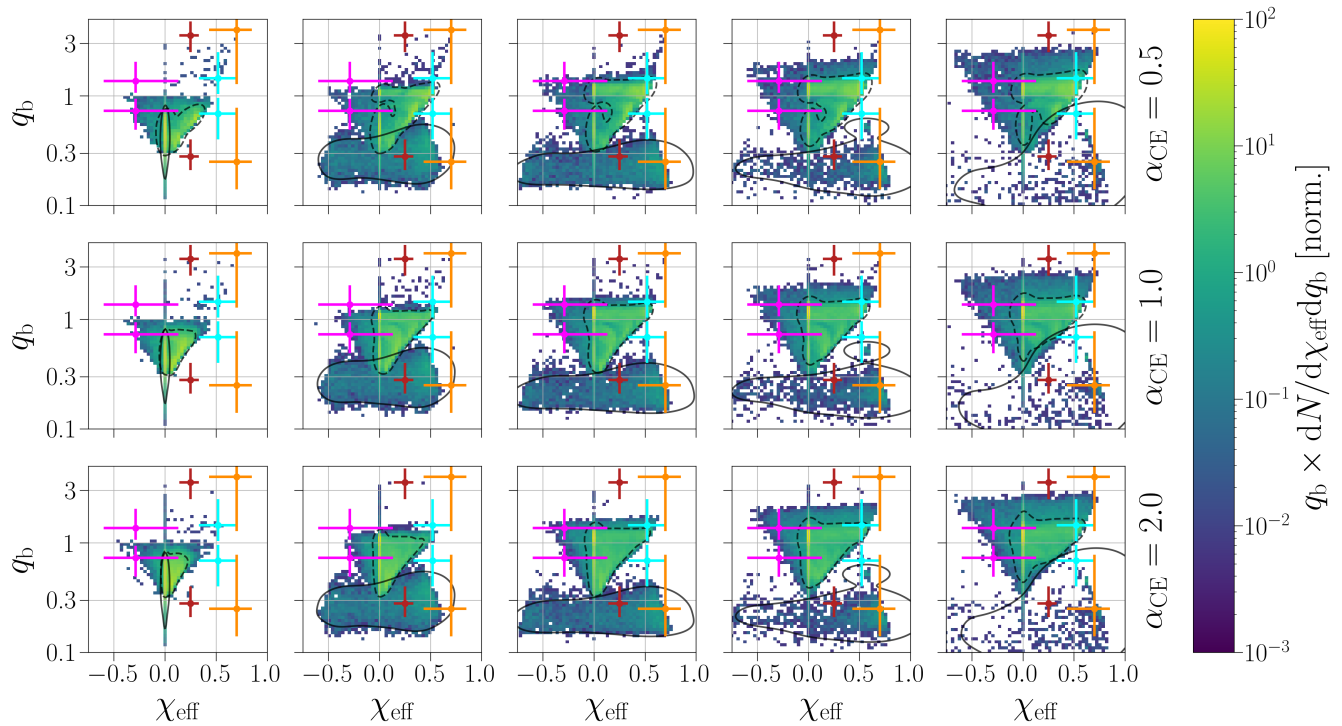 3
1
0.3
0.1
q_b
α_CE = 0.5
3
1
0.3
0.1
q_b
α_CE = 1.0
3
1
0.3
0.1
q_b
α_CE = 2.0
−0.5 0.0 0.5 1.0 −0.5 0.0 0.5 1.0 −0.5 0.0 0.5 1.0 −0.5 0.0 0.5 1.0 −0.5 0.0 0.5 1.0
χ_eff χ_eff χ_eff χ_eff χ_eff
10^2
10^1
10^0
10^−1
10^−2
10^−3
q_b × dN/dχ_eff dq_b [norm.]